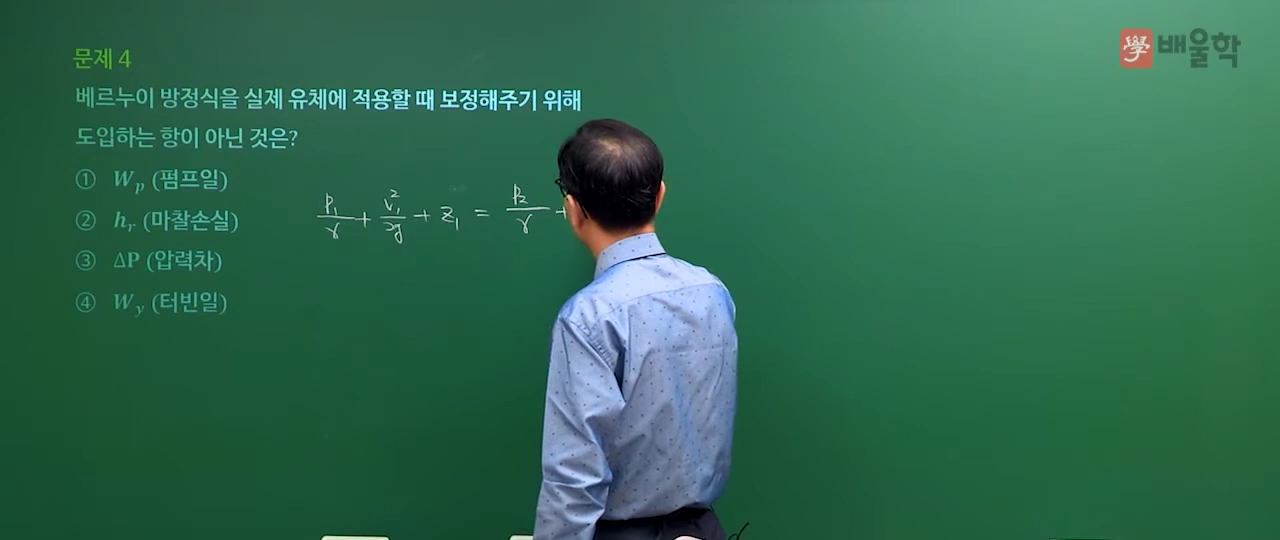 學 배울학
문제 4
베르누이 방정식을 실제 유체에 적용할 때 보정해주기 위해
도입하는 항이 아닌 것은?
① Wp (펌프일)
② hr (마찰손실)
③ ΔP (압력차)
④ Wy (터빈일)
P₁/γ + V₁²/2g + Z₁ = P₂/γ +